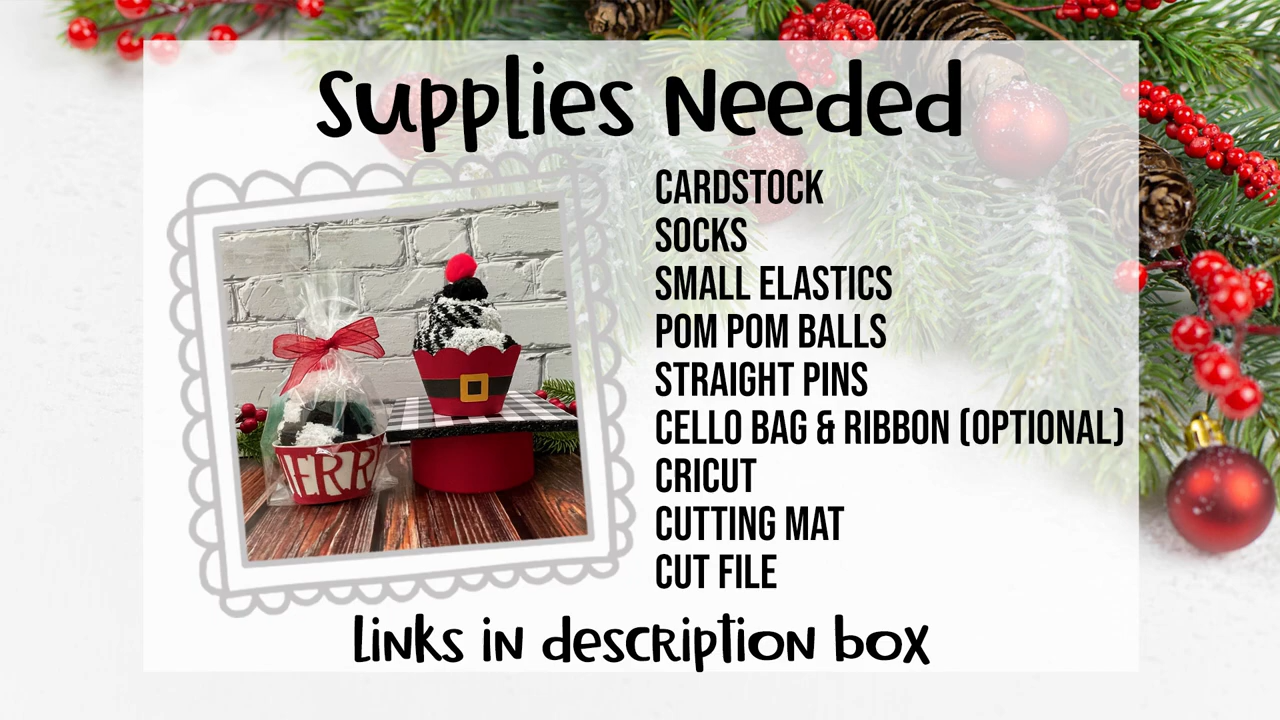 Supplies Needed
CARDSTOCK
SOCKS
SMALL ELASTICS
POM POM BALLS
STRAIGHT PINS
CELLO BAG & RIBBON (OPTIONAL)
CRICUT
CUTTING MAT
CUT FILE
ERR
Links in description box